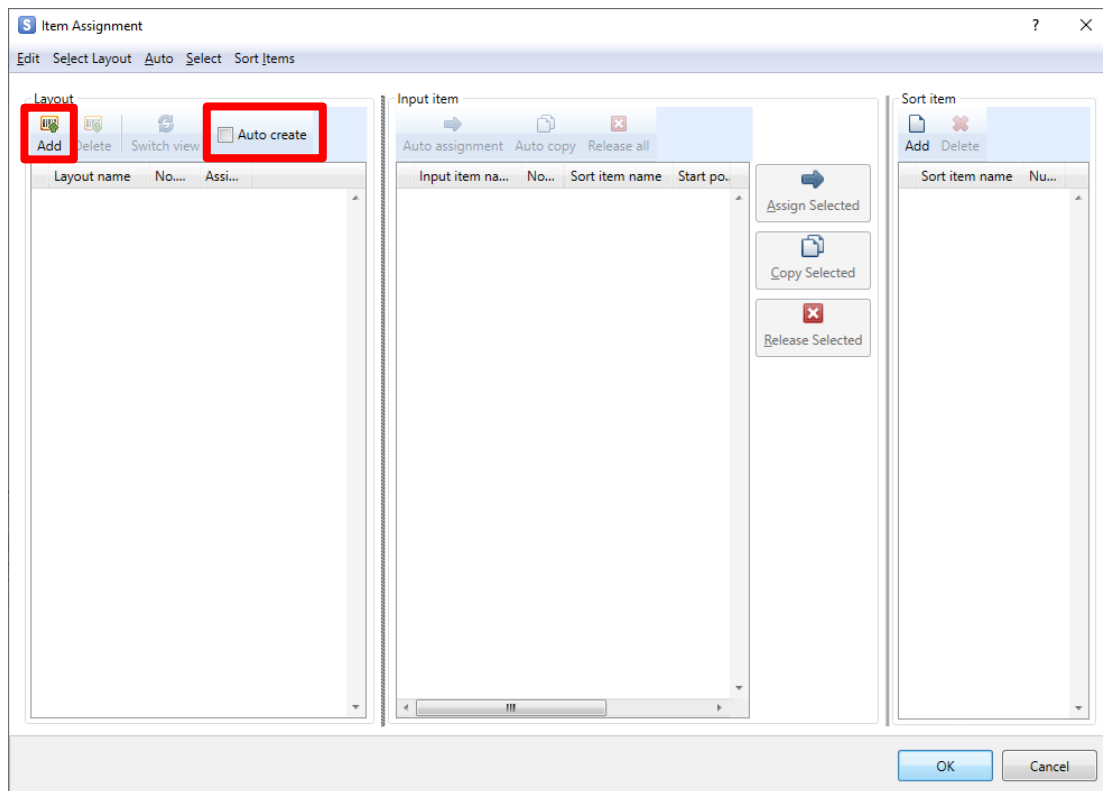 S Item Assignment ?
Edit Select Layout Auto Select Sort Items
Layout
Add Delete Switch view Auto create
Layout name No.... Assi...
Input item
Auto assignment Auto copy Release all
Input item na... No... Sort item name Start po..
Assign Selected
Copy Selected
Release Selected
Sort item
Add Delete
Sort item name Nu...
OK Cancel